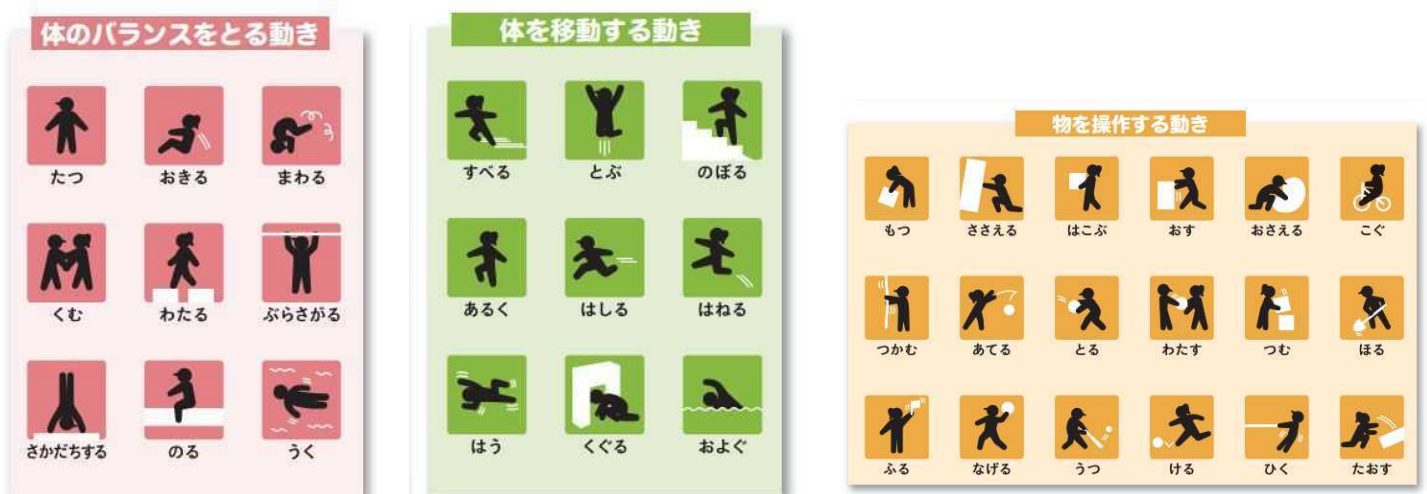 体のバランスをとる動き
たつ おきる まわる
くむ わたる ぶらさがる
さかだちする のる うく
体を移動する動き
すべる とぶ のぼる
あるく はしる はねる
はう くぐる およぐ
物を操作する動き
もつ ささえる はこぶ おす おさえる こぐ
つかむ あてる とる わたす つむ ほる
ふる なげる うつ ける ひく たおす